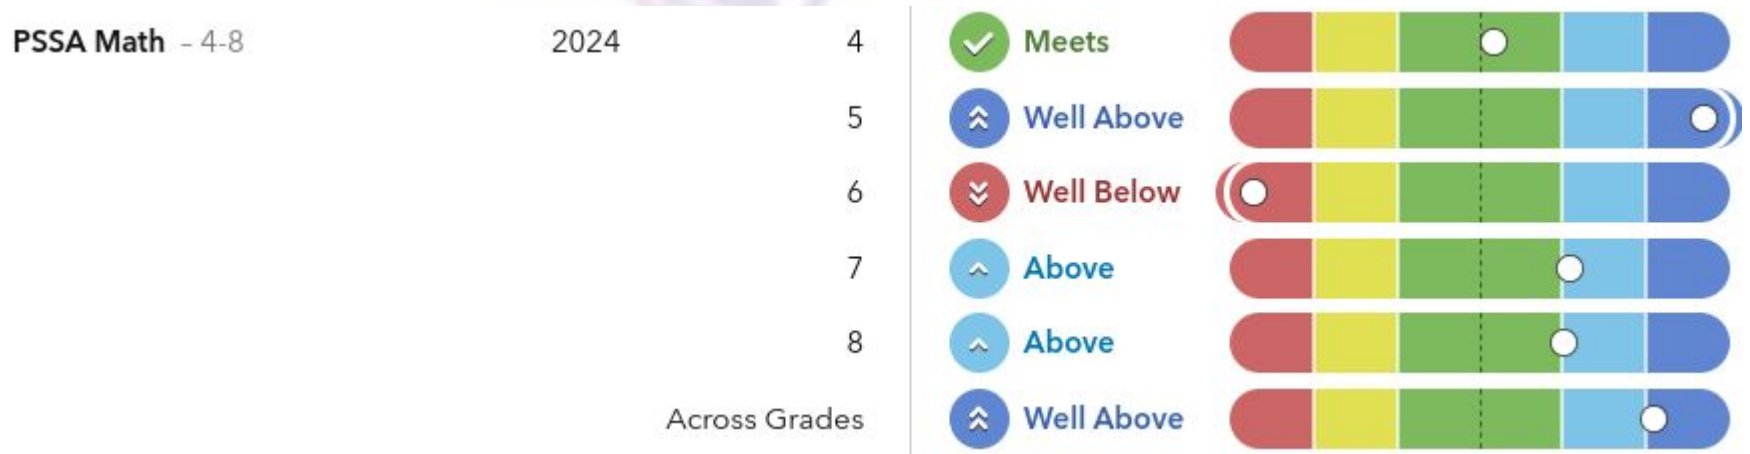 PSSA Math - 4-8 2024 4 Meets
5 Well Above
6 Well Below
7 Above
8 Above
Across Grades Well Above